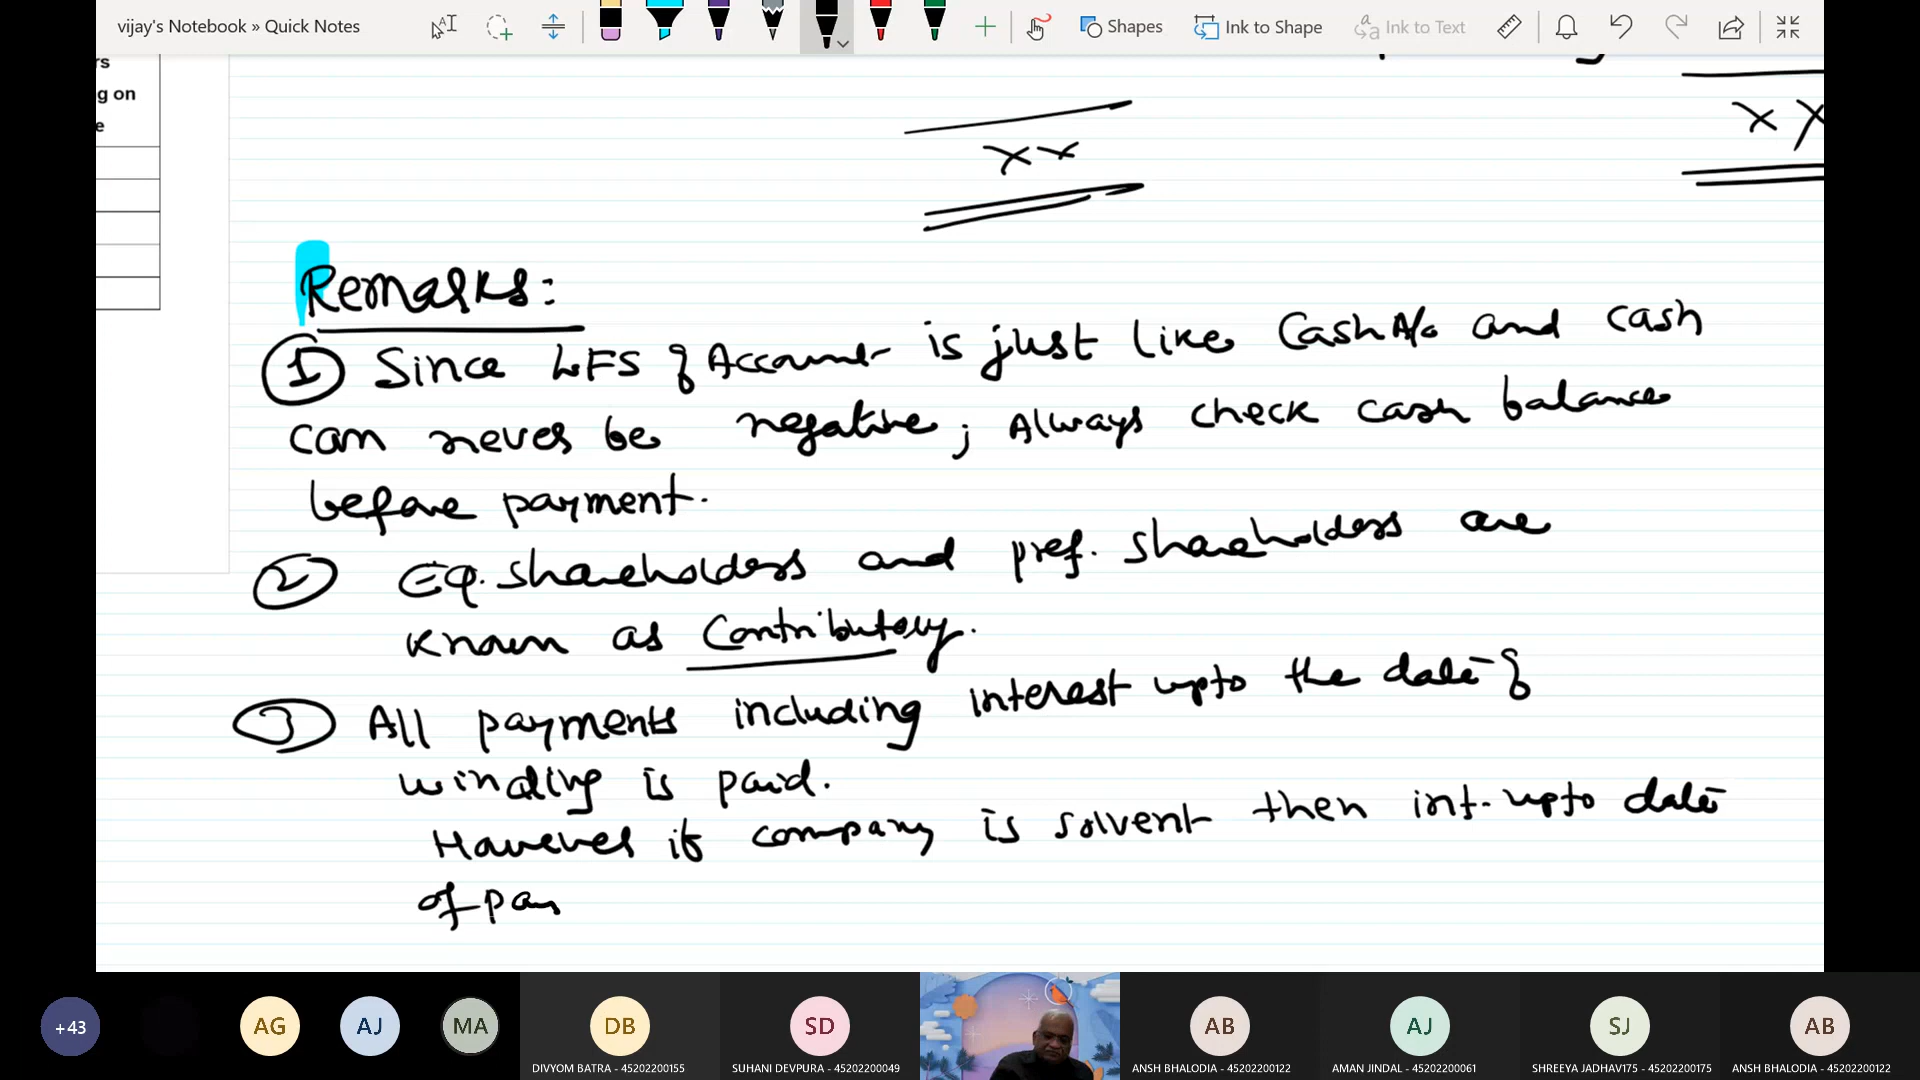 vijay's Notebook » Quick Notes
Shapes
Ink to Shape
Ink to Text
rs
g on
e
xx
xx
Remarks:
① Since LFS of Account is just like Cash A/c and cash
can never be negative; Always check cash balance
before payment.
② Eq. shareholders and pref. shareholders are
known as Contributory.
③ All payments including interest upto the date of
winding is paid.
However if company is solvent then int. upto date
of pay
+43
AG
AJ
MA
DB
SD
AB
AJ
SJ
AB
DIVYOM BATRA - 45202200155
SUHANI DEVPURA - 45202200049
ANSH BHALODIA - 45202200122
AMAN JINDAL - 45202200061
SHREEYA JADHAV175 - 45202200175
ANSH BHALODIA - 45202200122